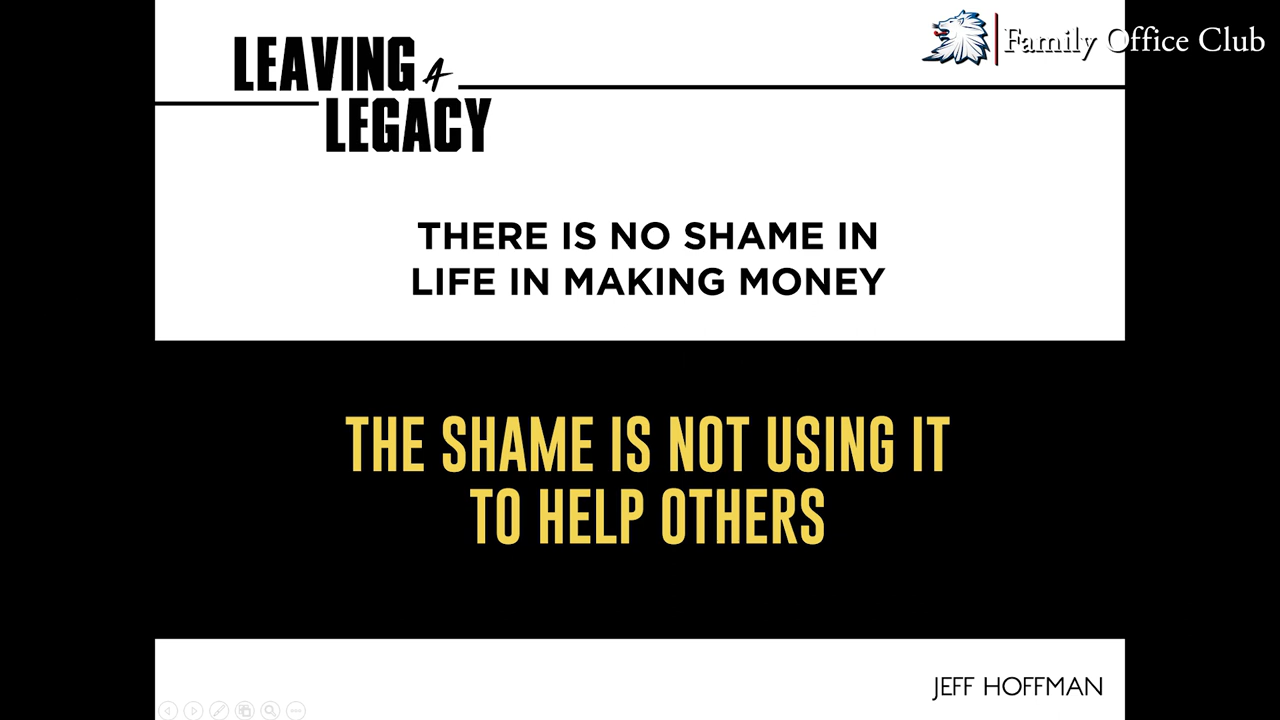 LEAVING A
LEGACY
Family Office Club
THERE IS NO SHAME IN
LIFE IN MAKING MONEY
THE SHAME IS NOT USING IT
TO HELP OTHERS
JEFF HOFFMAN